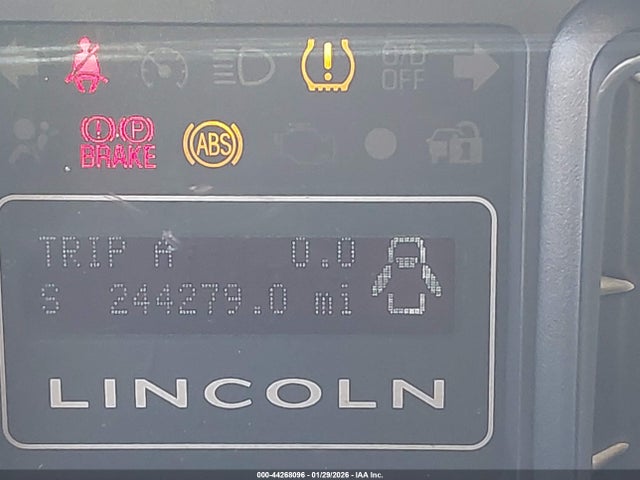 O/D
OFF
BRAKE
ABS
TRIP A 0.0
S 244279.0 mi
LINCOLN
000-44268096 - 01/29/2026 - IAA Inc.